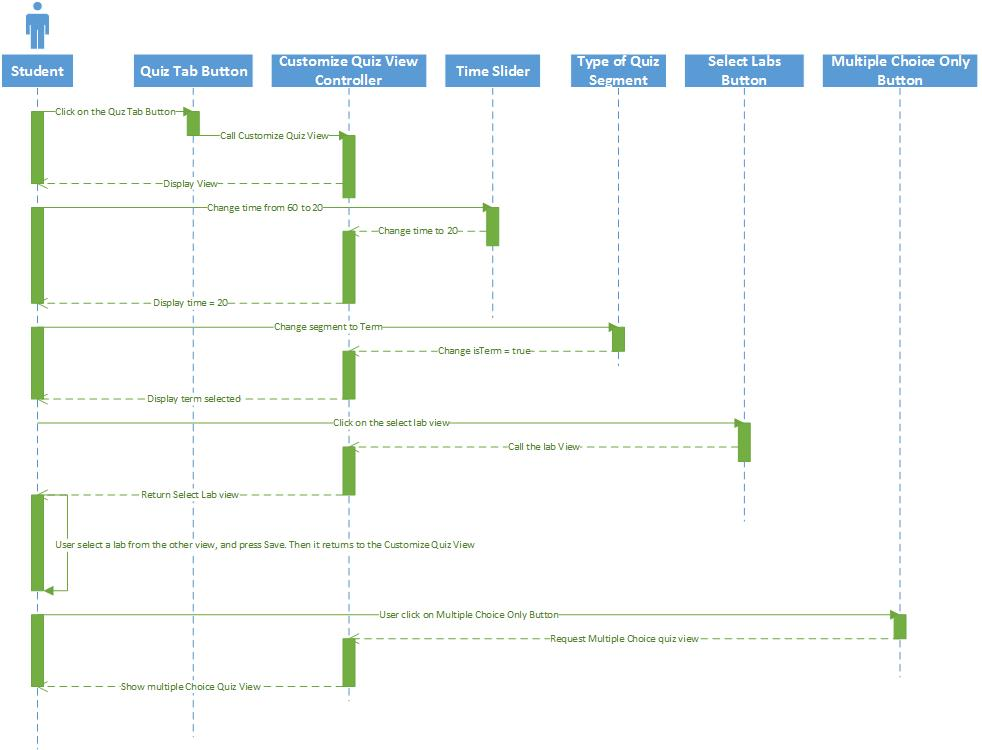 Student
Quiz Tab Button
Customize Quiz View
Controller
Time Slider
Type of Quiz
Segment
Select Labs
Button
Multiple Choice Only
Button
Click on the Quz Tab Button
Call Customize Quiz View
Display View
Change time from 60 to 20
Change time to 20
Display time = 20
Change segment to Term
Change isTerm = true
Display term selected
Click on the select lab view
Call the lab View
Return Select Lab view
User select a lab from the other view, and press Save. Then it returns to the Customize Quiz View
User click on Multiple Choice Only Button
Request Multiple Choice quiz view
Show multiple Choice Quiz View